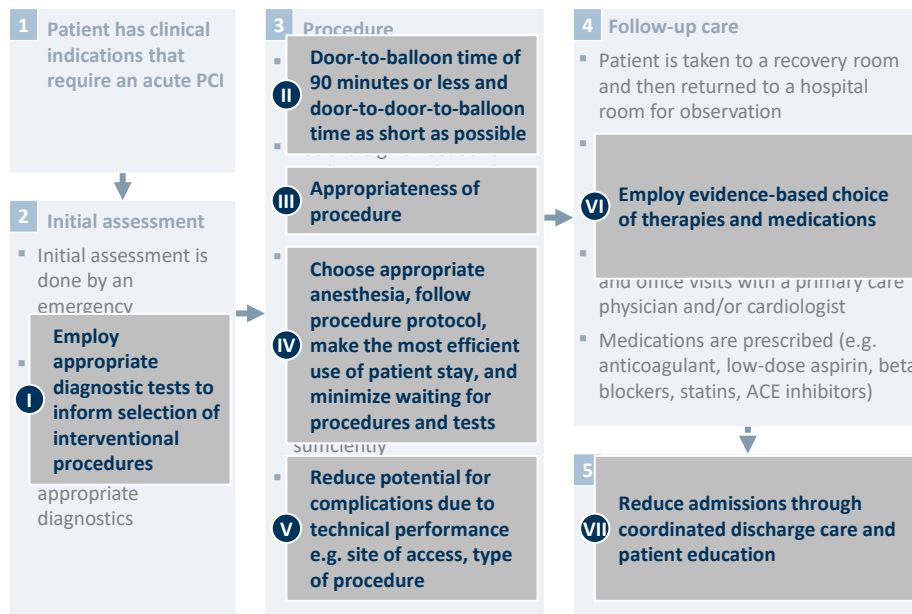 1
Patient has clinical
indications that
require an acute PCI
2
Initial assessment
▪ Initial assessment is
done by an
emergency
▪
I
Employ
appropriate
diagnostic tests to
inform selection of
interventional
procedures
appropriate
diagnostics
3
Procedure
▪
II
Door-to-balloon time of
90 minutes or less and
door-to-door-to-balloon
time as short as possible
▪
III
Appropriateness of
procedure
▪
IV
Choose appropriate
anesthesia, follow
procedure protocol,
make the most efficient
use of patient stay, and
minimize waiting for
procedures and tests
sufficiently
▪
V
Reduce potential for
complications due to
technical performance
e.g. site of access, type
of procedure
4
Follow-up care
▪ Patient is taken to a recovery room
and then returned to a hospital
room for observation
▪
VI
Employ evidence-based choice
of therapies and medications
▪
and office visits with a primary care
physician and/or cardiologist
▪ Medications are prescribed (e.g.
anticoagulant, low-dose aspirin, beta
blockers, statins, ACE inhibitors)
5
VII
Reduce admissions through
coordinated discharge care and
patient education